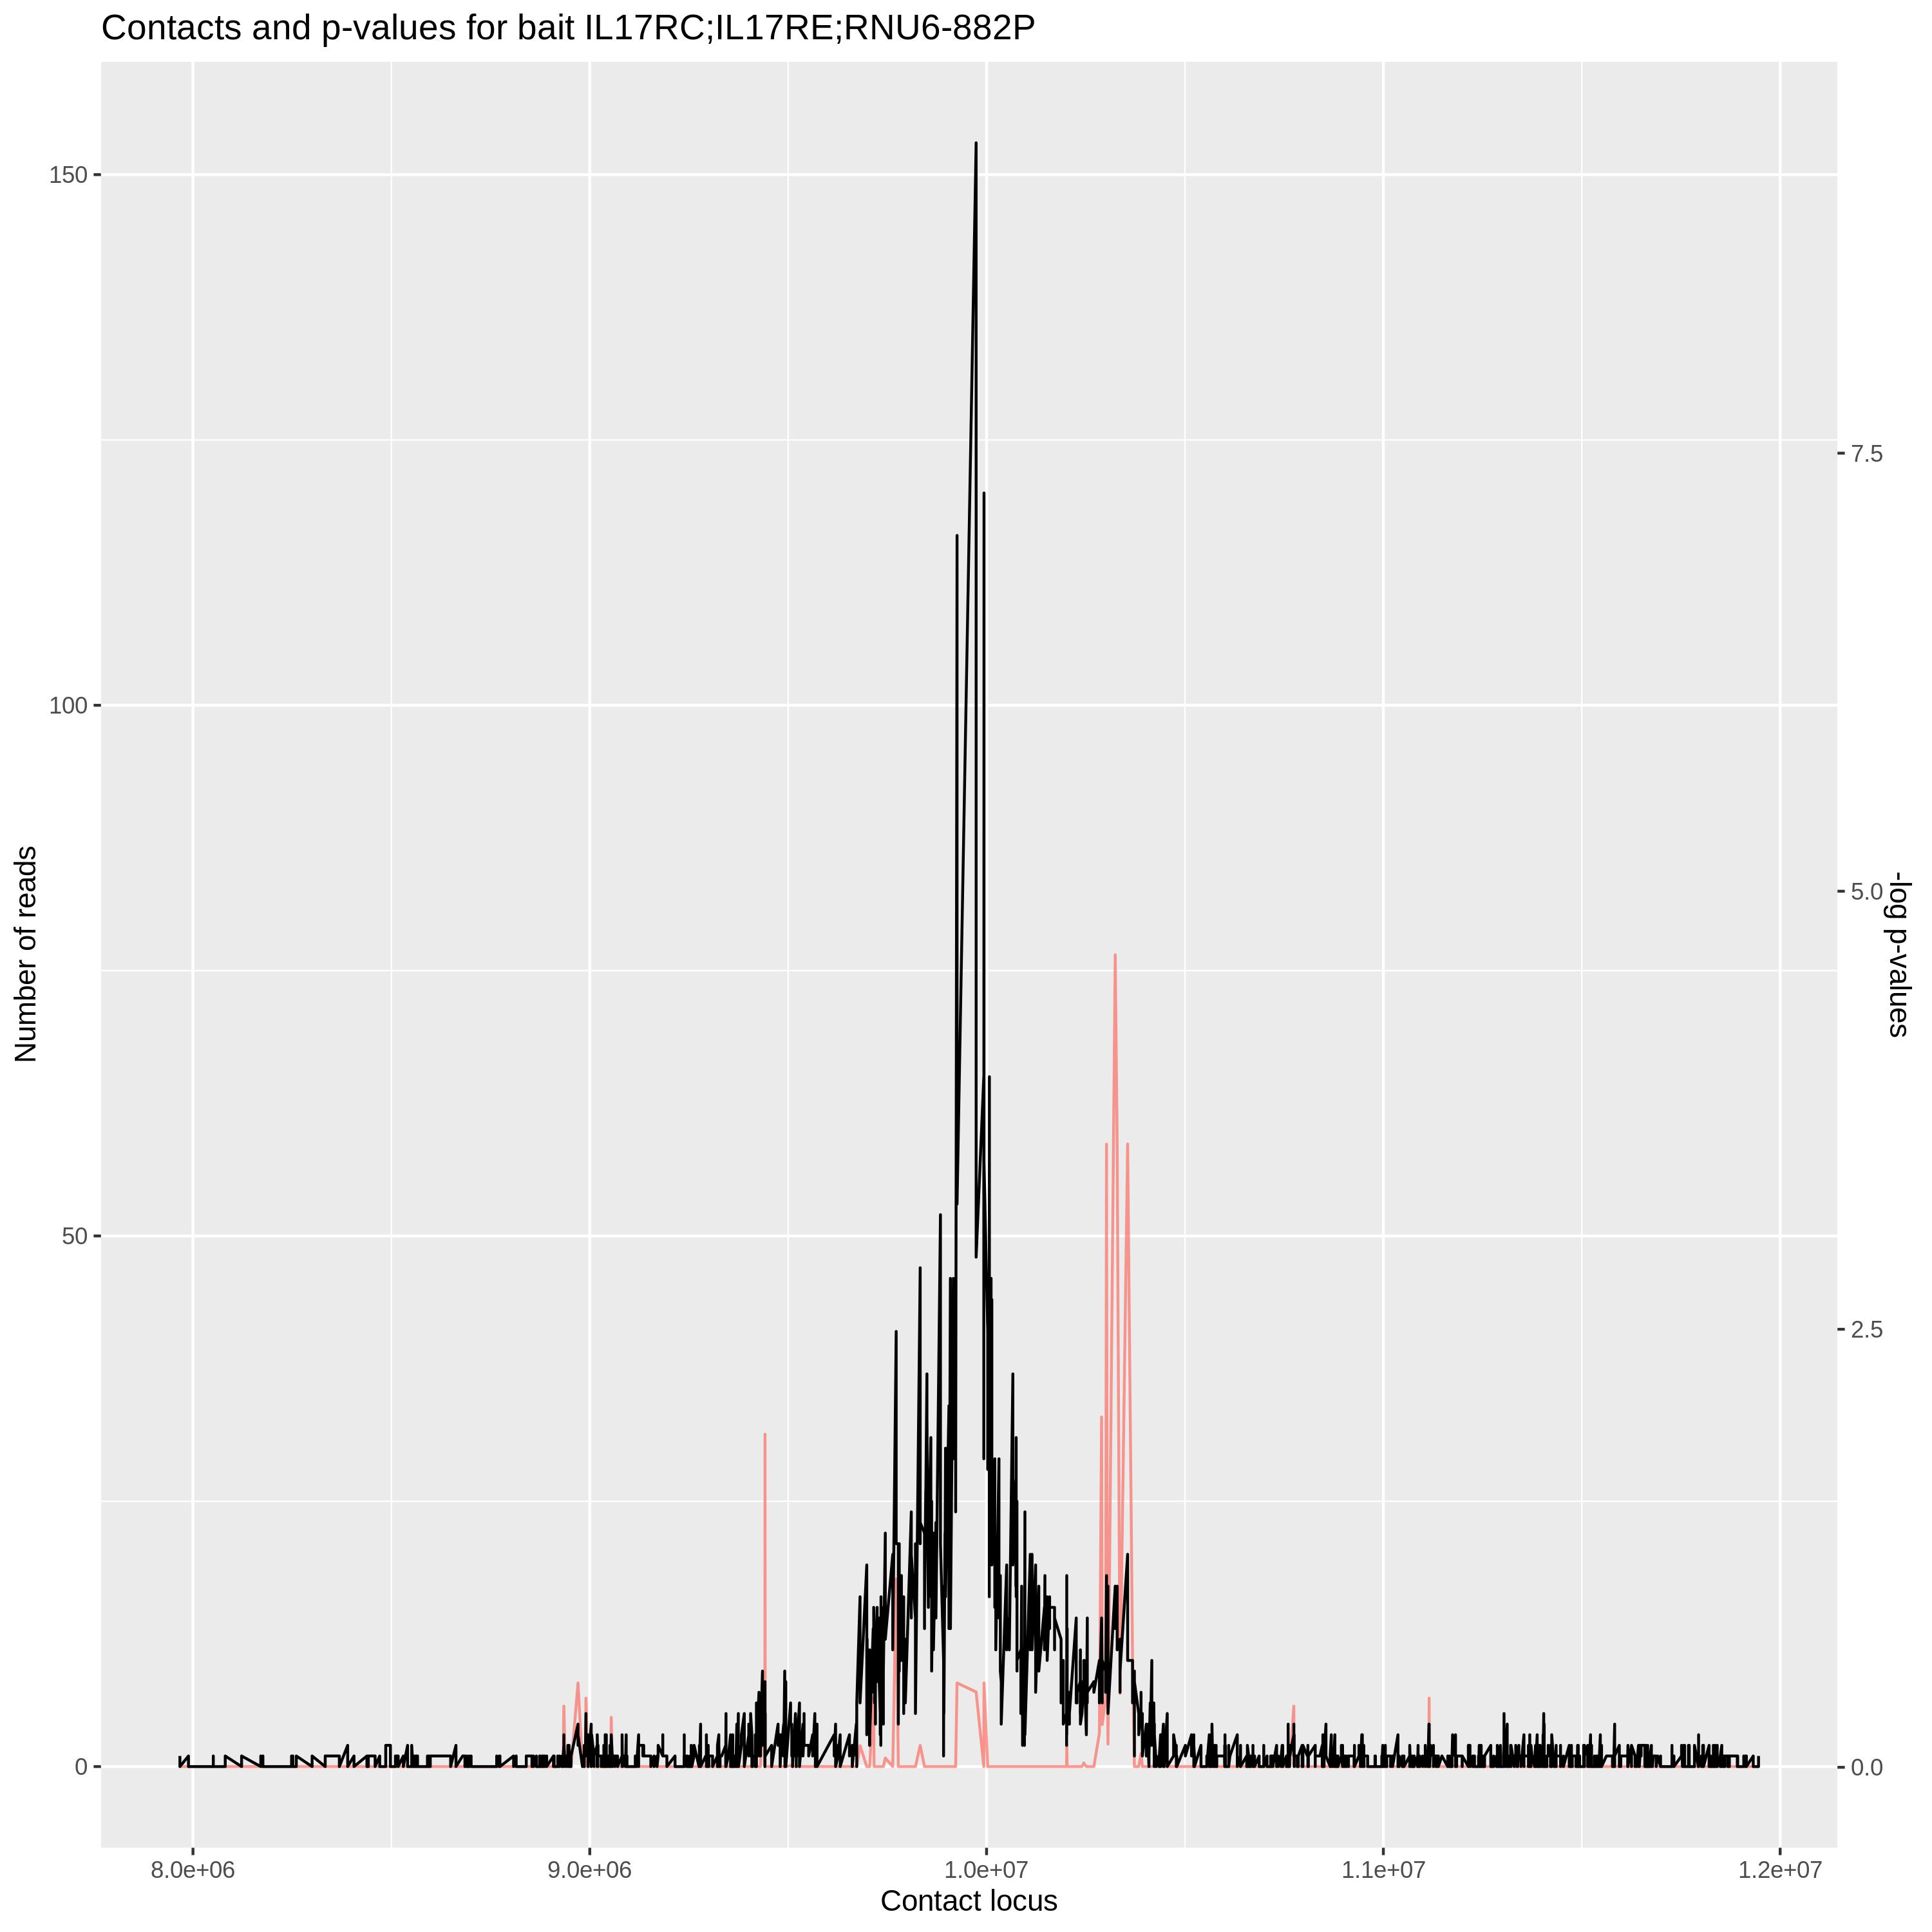 Contacts and p-values for bait IL17RC;IL17RE;RNU6-882P
150
100
50
0
Number of reads
7.5
5.0
2.5
0.0
-log p-values
8.0e+06 9.0e+06 1.0e+07 1.1e+07 1.2e+07
Contact locus